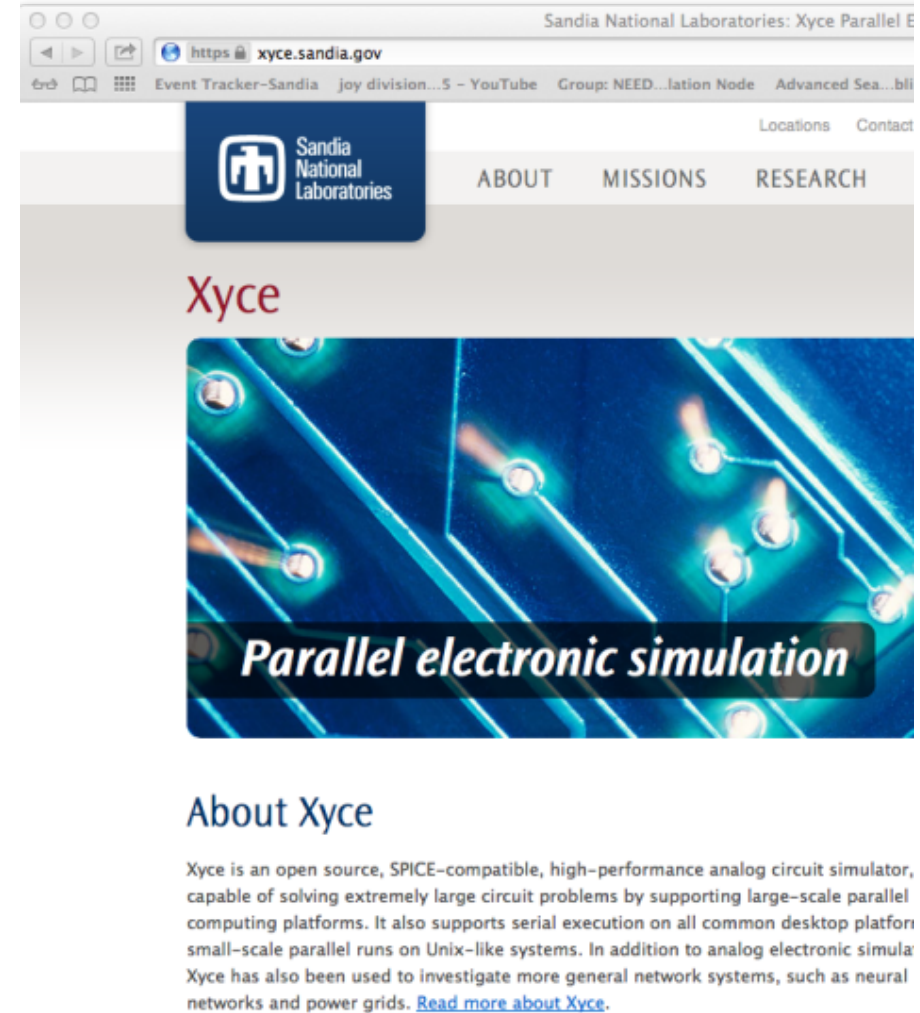 Sandia National Laboratories: Xyce Parallel E
https xyce.sandia.gov
Event Tracker-Sandia joy division...5 - YouTube Group: NEED...lation Node Advanced Sea...bli
Locations Contact
Sandia
National
Laboratories
ABOUT MISSIONS RESEARCH
Xyce
Parallel electronic simulation
About Xyce
Xyce is an open source, SPICE-compatible, high-performance analog circuit simulator,
capable of solving extremely large circuit problems by supporting large-scale parallel
computing platforms. It also supports serial execution on all common desktop platforr
small-scale parallel runs on Unix-like systems. In addition to analog electronic simula
Xyce has also been used to investigate more general network systems, such as neural
networks and power grids. Read more about Xyce.